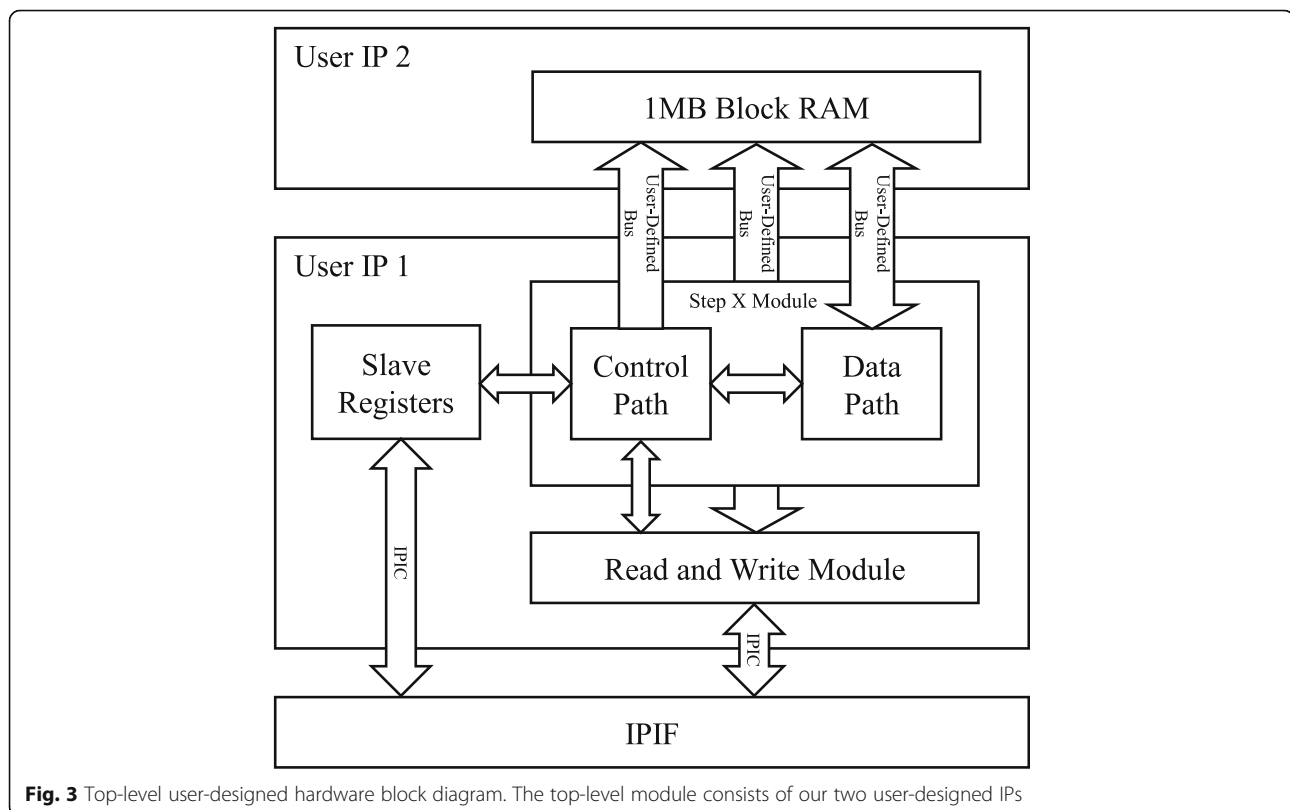 User IP 2
1MB Block RAM
User-Defined
Bus
User-Defined
Bus
User-Defined
Bus
User IP 1
Step X Module
Slave
Registers
Control
Path
Data
Path
IPIC
Read and Write Module
IPIC
IPIF
Fig. 3 Top-level user-designed hardware block diagram. The top-level module consists of our two user-designed IPs